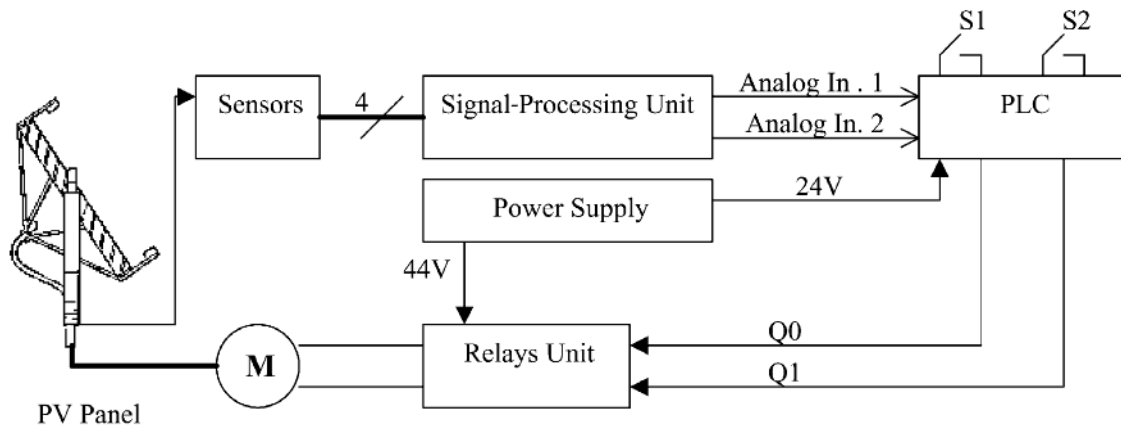 S1
S2
Sensors
4
Signal-Processing Unit
Analog In . 1
Analog In. 2
PLC
Power Supply
24V
44V
Relays Unit
Q0
Q1
M
PV Panel